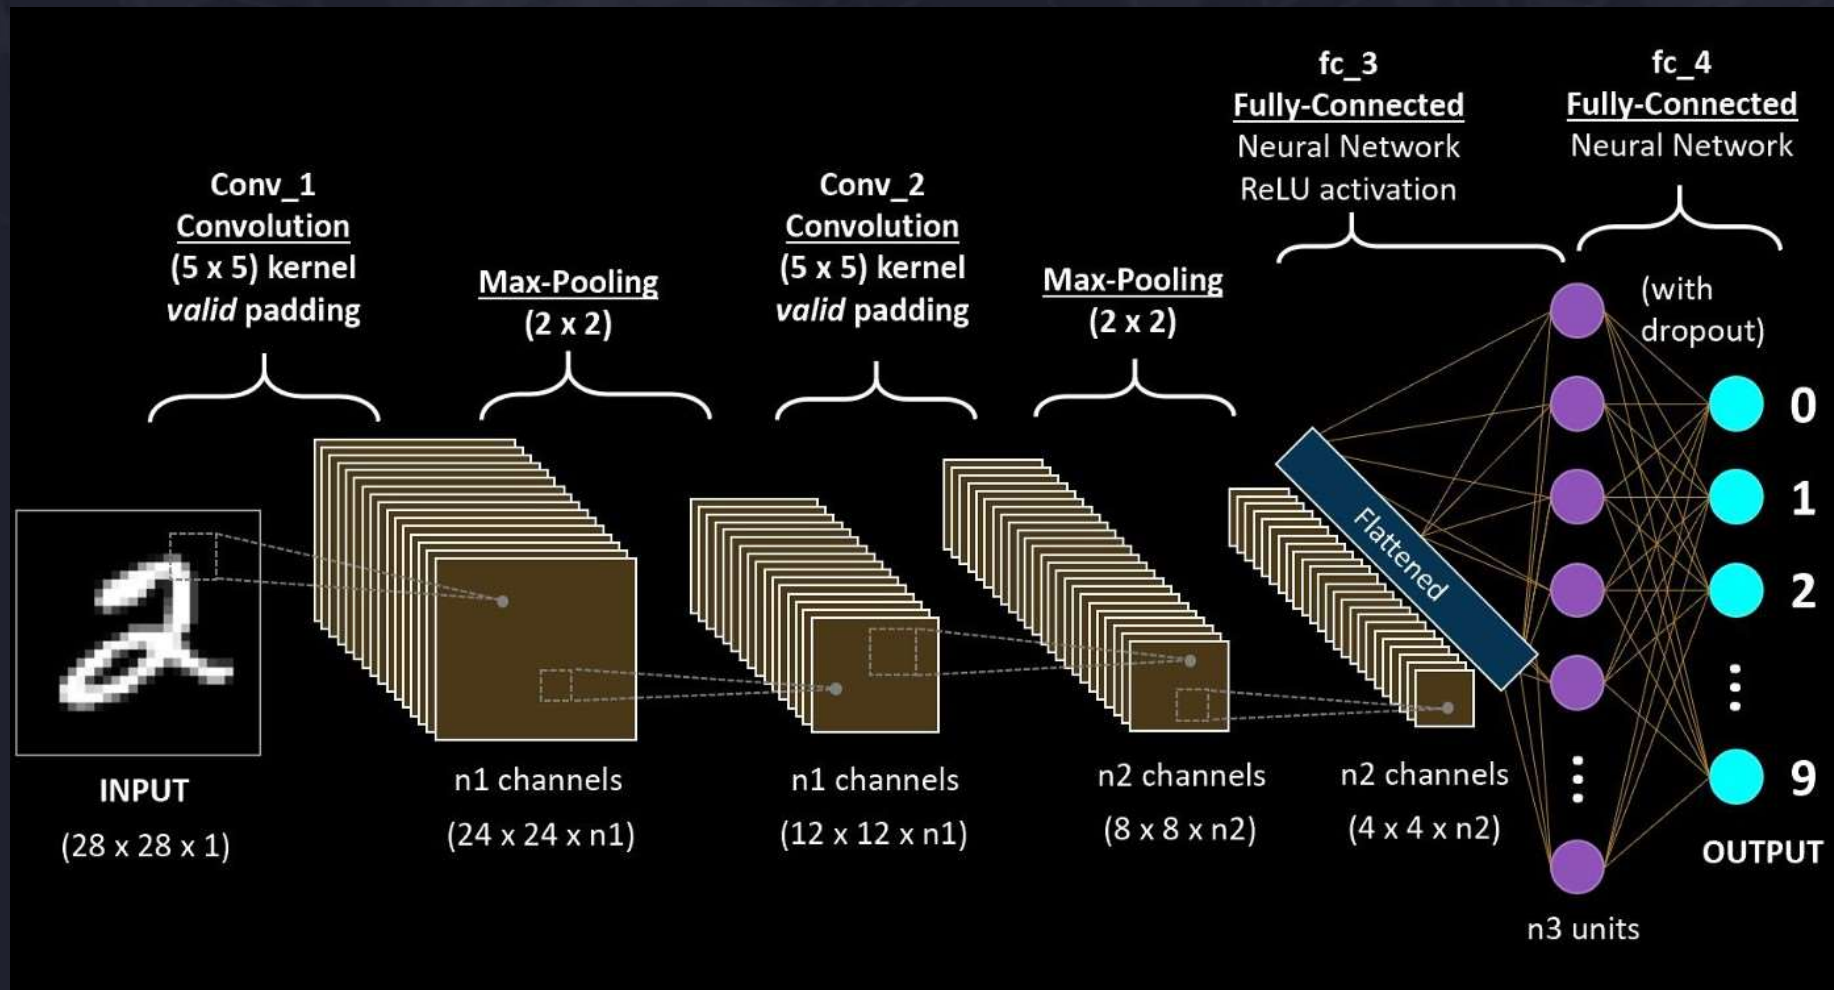 Conv_1
Convolution
(5 x 5) kernel
valid padding
Max-Pooling
(2 x 2)
Conv_2
Convolution
(5 x 5) kernel
valid padding
Max-Pooling
(2 x 2)
fc_3
Fully-Connected
Neural Network
ReLU activation
fc_4
Fully-Connected
Neural Network
(with
dropout)
Flattened
0
1
2
9
OUTPUT
INPUT
(28 x 28 x 1)
n1 channels
(24 x 24 x n1)
n1 channels
(12 x 12 x n1)
n2 channels
(8 x 8 x n2)
n2 channels
(4 x 4 x n2)
n3 units
2